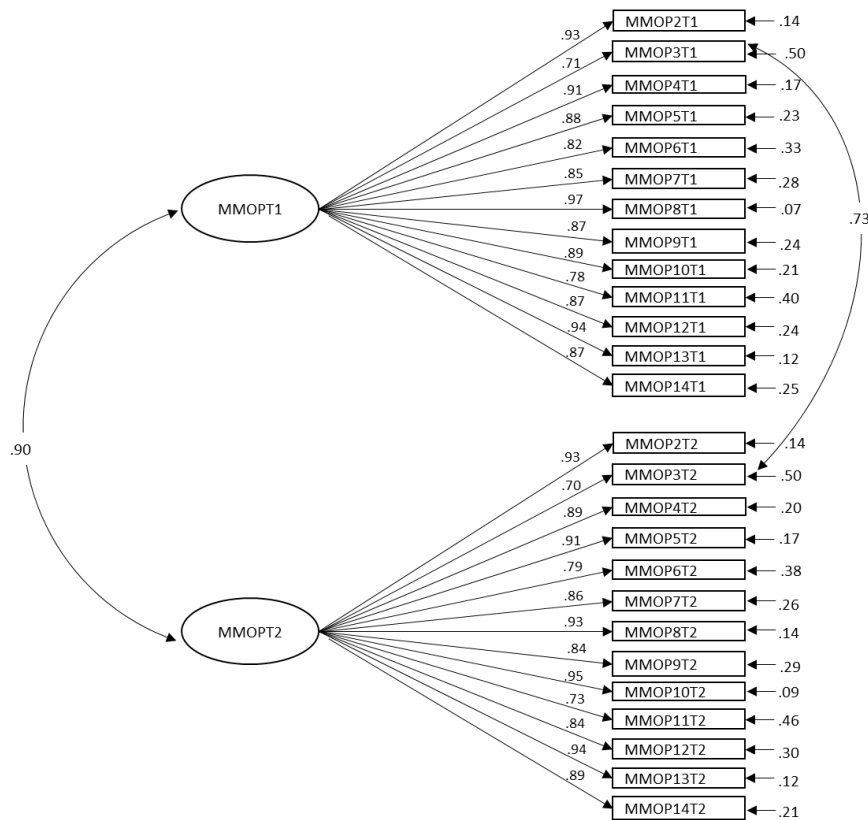 .93 MMOP2T1 .14
.71 MMOP3T1 .50
.91 MMOP4T1 .17
.88 MMOP5T1 .23
.82 MMOP6T1 .33
.85 MMOP7T1 .28
MMOPT1 .97 MMOP8T1 .07 .73
.87 MMOP9T1 .24
.89 MMOP10T1 .21
.78 MMOP11T1 .40
.87 MMOP12T1 .24
.94 MMOP13T1 .12
.87 MMOP14T1 .25
.90
.93 MMOP2T2 .14
.70 MMOP3T2 .50
.89 MMOP4T2 .20
.91 MMOP5T2 .17
.79 MMOP6T2 .38
.86 MMOP7T2 .26
MMOPT2 .93 MMOP8T2 .14
.84 MMOP9T2 .29
.95 MMOP10T2 .09
.73 MMOP11T2 .46
.84 MMOP12T2 .30
.94 MMOP13T2 .12
.89 MMOP14T2 .21